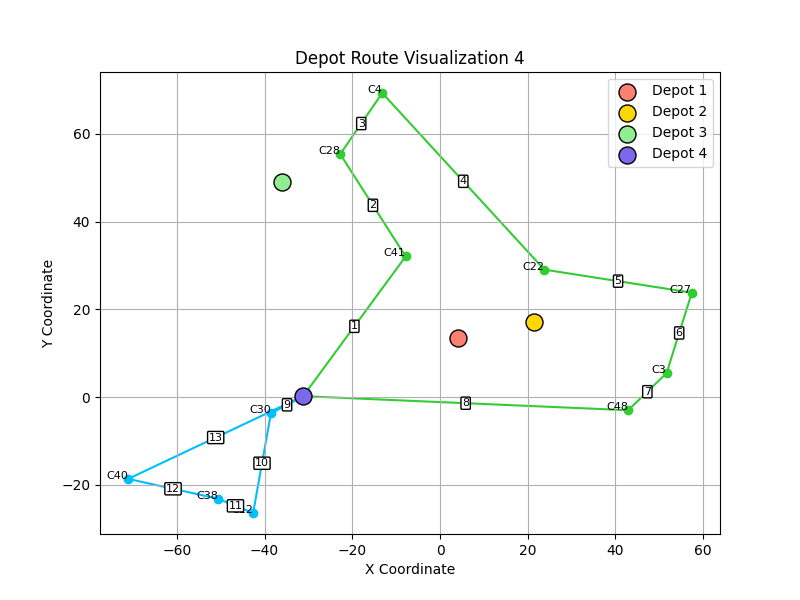 Depot Route Visualization 4
Depot 1
Depot 2
Depot 3
Depot 4
C4
3
C28
4
2
C41
C22
5
C27
6
1
C3
7
C48
8
9
C30
13
10
C40
12
C38
11
60
40
20
0
−20
−60
−40
−20
0
20
40
60
X Coordinate
Y Coordinate